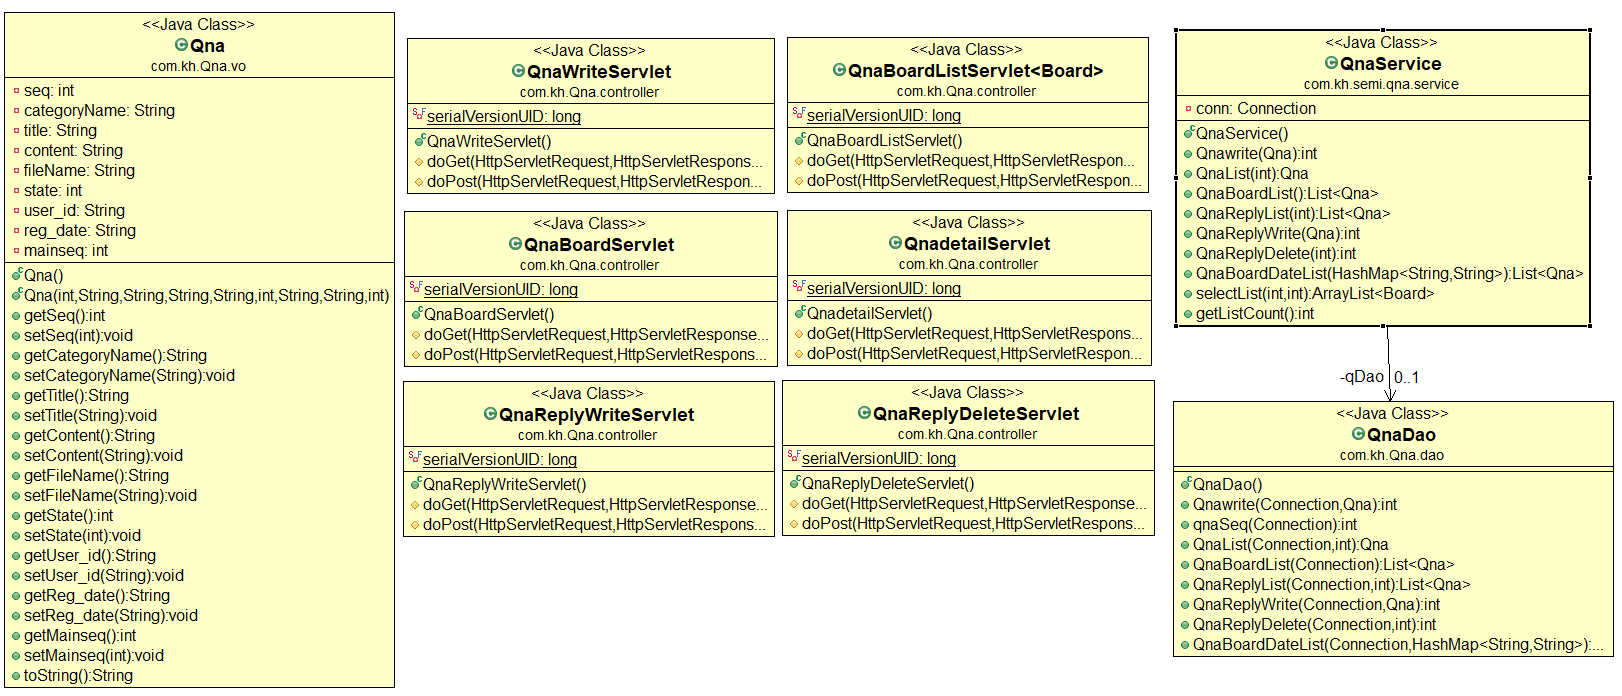 <<Java Class>>
Qna
com.kh.Qna.vo
seq: int
categoryName: String
title: String
content: String
fileName: String
state: int
user_id: String
reg_date: String
mainseq: int
Qna()
Qna(int,String,String,String,String,int,String,String,int)
getSeq():int
setSeq(int):void
getCategoryName():String
setCategoryName(String):void
getTitle():String
setTitle(String):void
getContent():String
setContent(String):void
getFileName():String
setFileName(String):void
getState():int
setState(int):void
getUser_id():String
setUser_id(String):void
getReg_date():String
setReg_date(String):void
getMainseq():int
setMainseq(int):void
toString():String
<<Java Class>>
QnaWriteServlet
com.kh.Qna.controller
serialVersionUID: long
QnaWriteServlet()
doGet(HttpServletRequest,HttpServletRespons...
doPost(HttpServletRequest,HttpServletRespon...
<<Java Class>>
QnaBoardListServlet<Board>
com.kh.Qna.controller
serialVersionUID: long
QnaBoardListServlet()
doGet(HttpServletRequest,HttpServletRespon...
doPost(HttpServletRequest,HttpServletRespon...
<<Java Class>>
QnaBoardServlet
com.kh.Qna.controller
serialVersionUID: long
QnaBoardServlet()
doGet(HttpServletRequest,HttpServletResponse...
doPost(HttpServletRequest,HttpServletRespons...
<<Java Class>>
QnadetailServlet
com.kh.Qna.controller
serialVersionUID: long
QnadetailServlet()
doGet(HttpServletRequest,HttpServletRespons...
doPost(HttpServletRequest,HttpServletRespon...
<<Java Class>>
QnaReplyWriteServlet
com.kh.Qna.controller
serialVersionUID: long
QnaReplyWriteServlet()
doGet(HttpServletRequest,HttpServletResponse...
doPost(HttpServletRequest,HttpServletRespons...
<<Java Class>>
QnaReplyDeleteServlet
com.kh.Qna.controller
serialVersionUID: long
QnaReplyDeleteServlet()
doGet(HttpServletRequest,HttpServletResponse...
doPost(HttpServletRequest,HttpServletRespons...
<<Java Class>>
QnaService
com.kh.semi.qna.service
conn: Connection
QnaService()
Qnawrite(Qna):int
QnaList(int):Qna
QnaBoardList():List<Qna>
QnaReplyList(int):List<Qna>
QnaReplyWrite(Qna):int
QnaReplyDelete(int):int
QnaBoardDateList(HashMap<String,String>):List<Qna>
selectList(int,int):ArrayList<Board>
getListCount():int
-qDao 0..1
<<Java Class>>
QnaDao
com.kh.Qna.dao
QnaDao()
Qnawrite(Connection,Qna):int
qnaSeq(Connection):int
QnaList(Connection,int):Qna
QnaBoardList(Connection):List<Qna>
QnaReplyList(Connection,int):List<Qna>
QnaReplyWrite(Connection,Qna):int
QnaReplyDelete(Connection,int):int
QnaBoardDateList(Connection,HashMap<String,String>):...